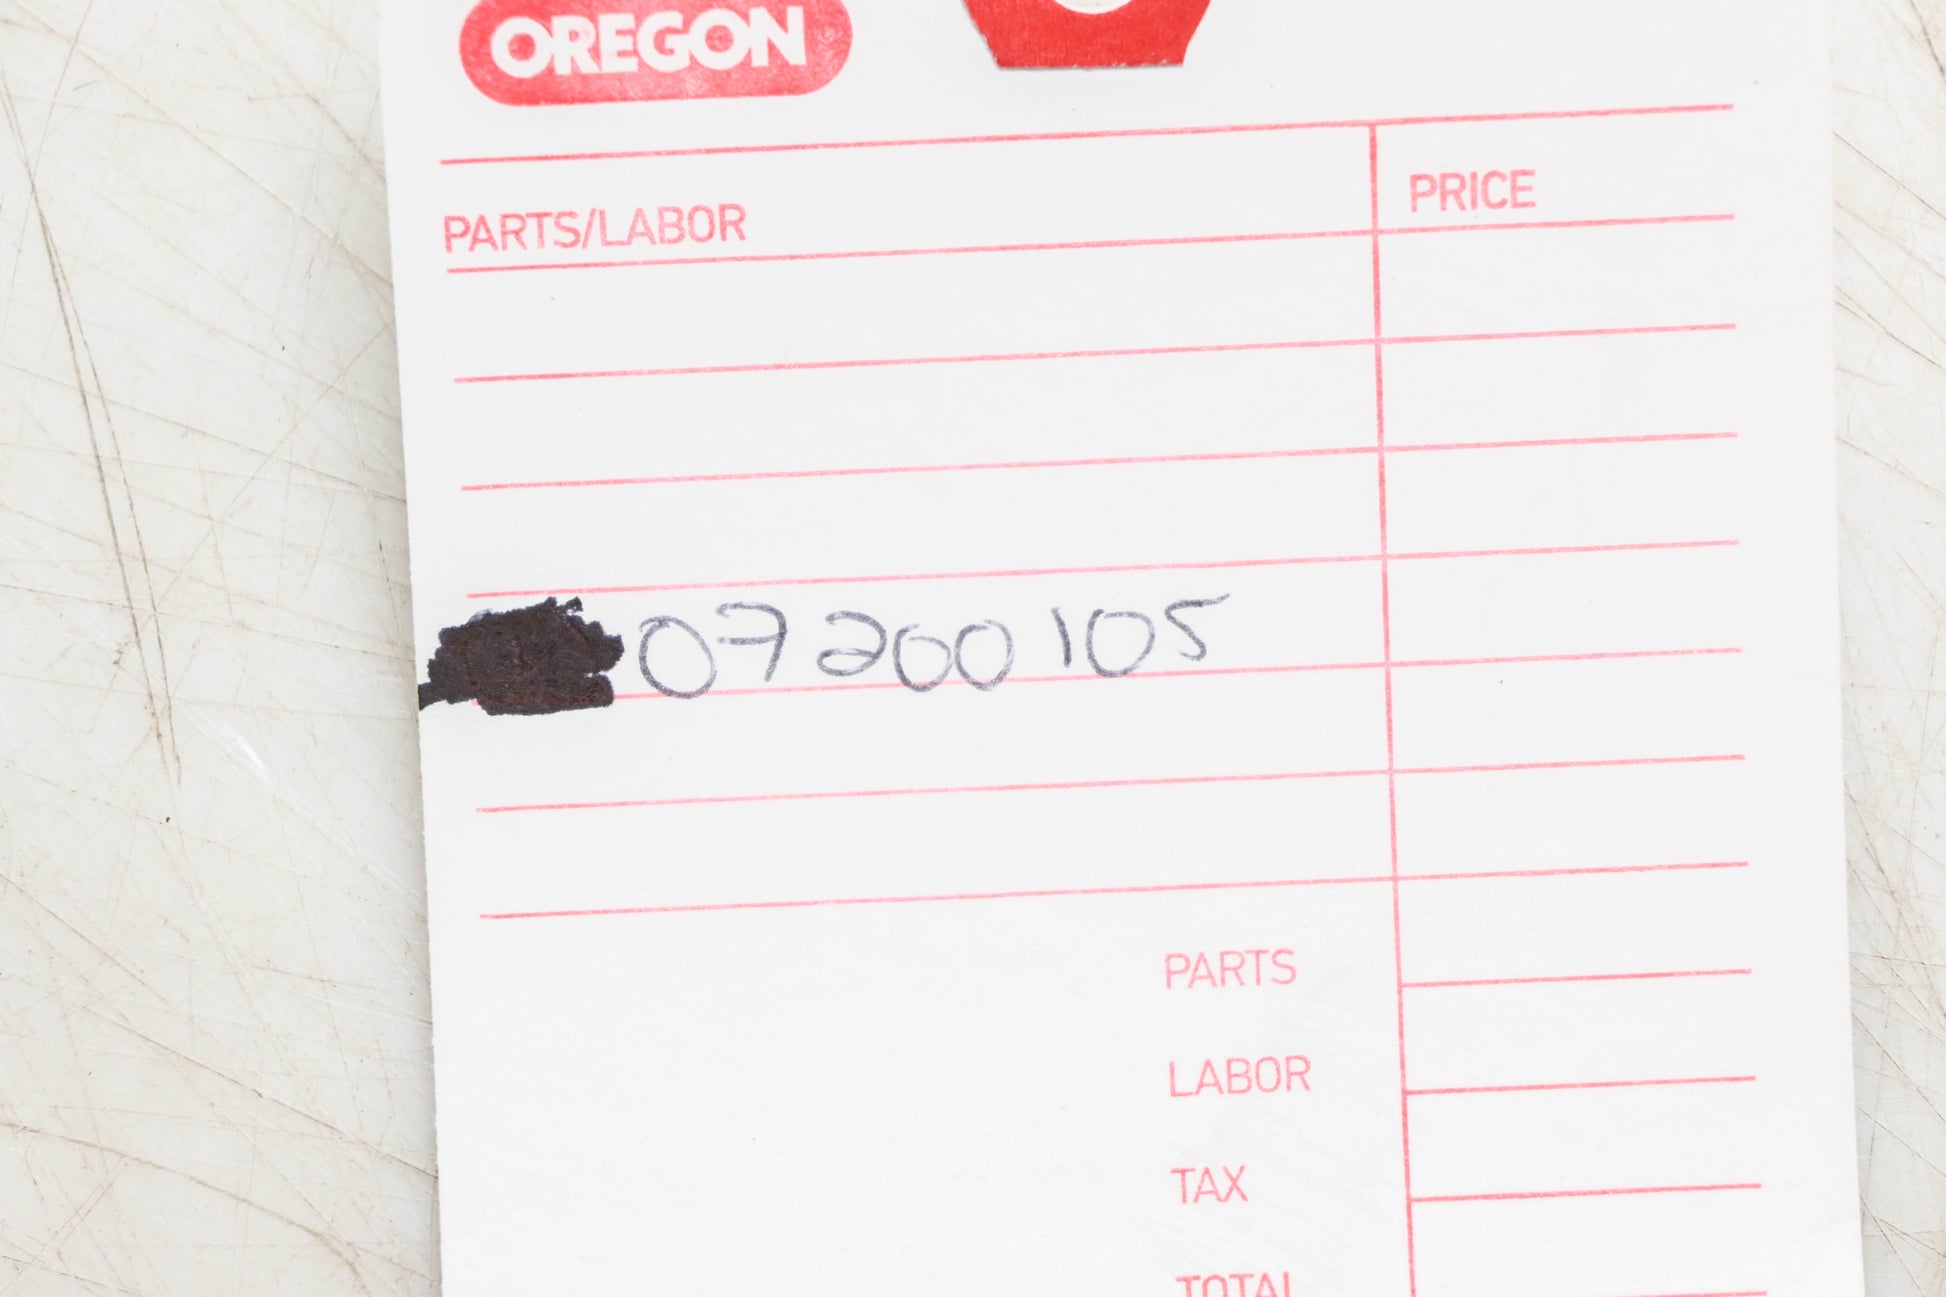 OREGON
PARTS/LABOR PRICE
07200105
PARTS
LABOR
TAX
TOTAL